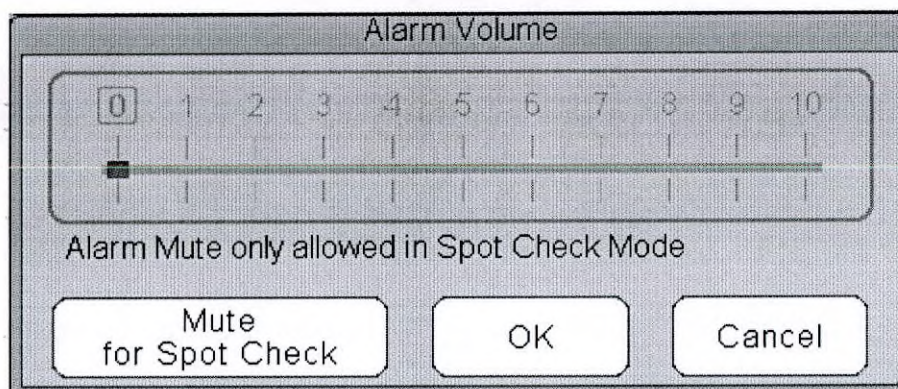 Alarm Volume
0 1 2 3 4 5 6 7 8 9 10
Alarm Mute only allowed in Spot Check Mode
Mute
for Spot Check
OK
Cancel